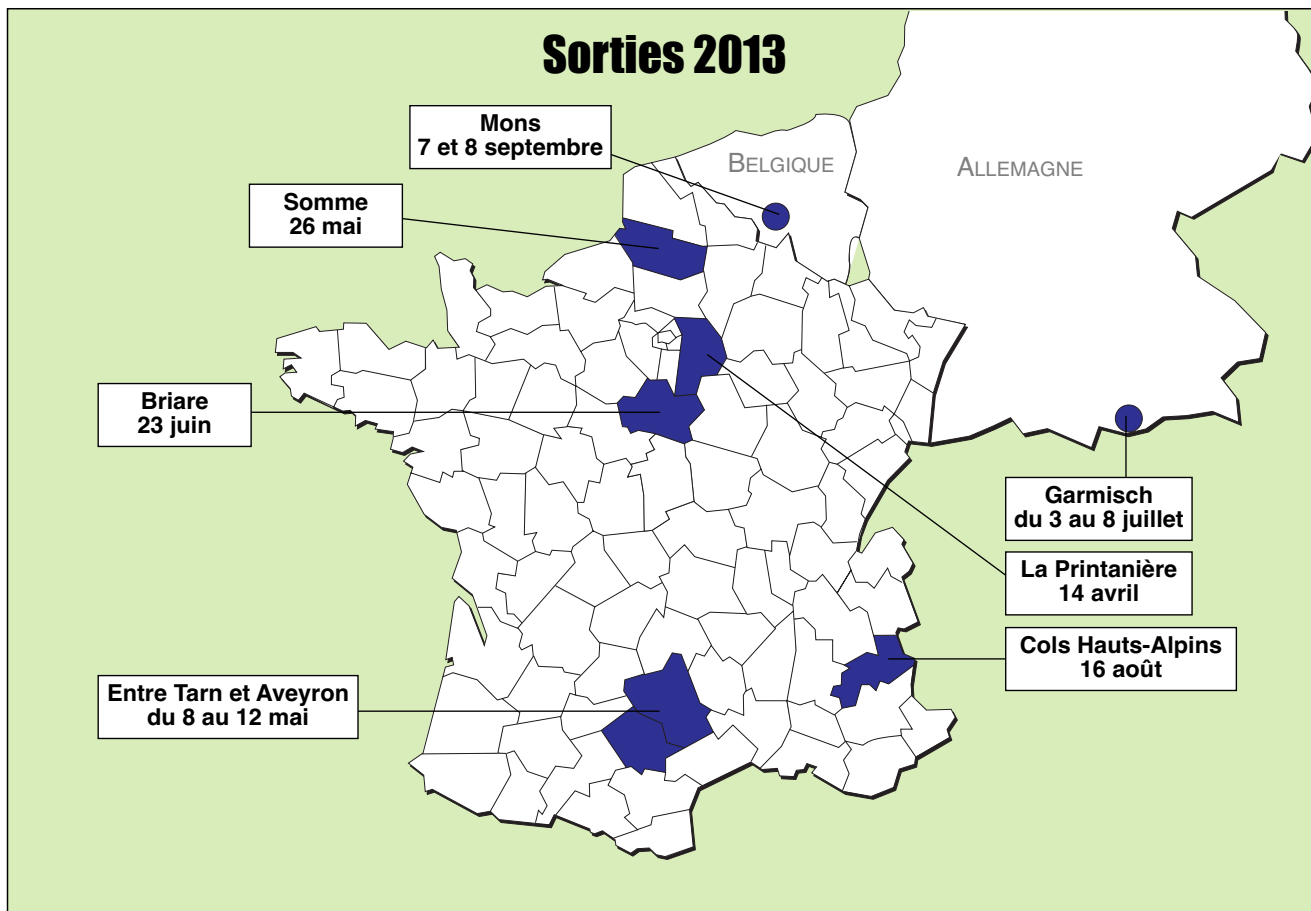 Sorties 2013
Mons
7 et 8 septembre
BELGIQUE
ALLEMAGNE
Somme
26 mai
Briare
23 juin
Garmisch
du 3 au 8 juillet
La Printanière
14 avril
Cols Hauts-Alpins
16 août
Entre Tarn et Aveyron
du 8 au 12 mai